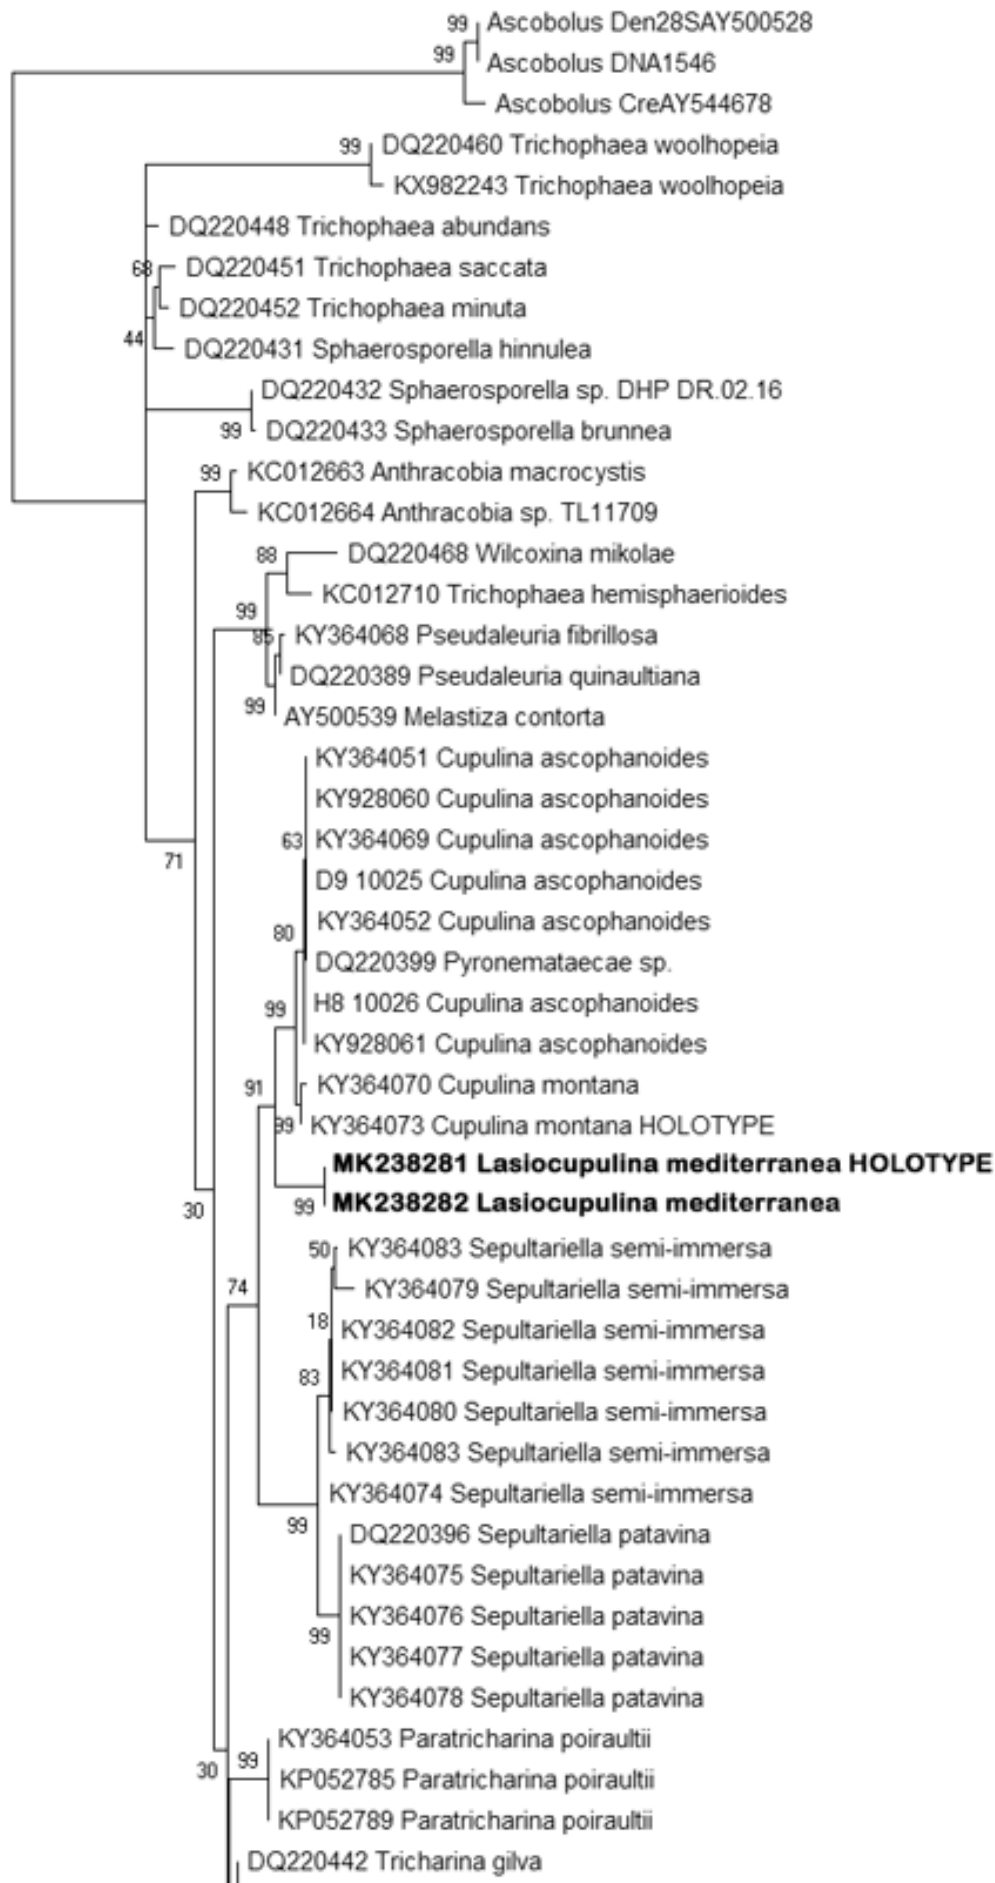 99 Ascobolus Den28SAY500528
99 Ascobolus DNA1546
Ascobolus CreAY544678
99 DQ220460 Trichophaea woolhopeia
KX982243 Trichophaea woolhopeia
DQ220448 Trichophaea abundans
68 DQ220451 Trichophaea saccata
DQ220452 Trichophaea minuta
44 DQ220431 Sphaerosporella hinnulea
DQ220432 Sphaerosporella sp. DHP DR.02.16
99 DQ220433 Sphaerosporella brunnea
99 KC012663 Anthracobia macrocystis
KC012664 Anthracobia sp. TL11709
88 DQ220468 Wilcoxina mikolae
KC012710 Trichophaea hemisphaerioides
99
85 KY364068 Pseudaleuria fibrillosa
DQ220389 Pseudaleuria quinaultiana
99 AY500539 Melastiza contorta
KY364051 Cupulina ascophanoides
KY928060 Cupulina ascophanoides
63 KY364069 Cupulina ascophanoides
71
D9 10025 Cupulina ascophanoides
KY364052 Cupulina ascophanoides
80
DQ220399 Pyronemataecae sp.
99 H8 10026 Cupulina ascophanoides
KY928061 Cupulina ascophanoides
91 KY364070 Cupulina montana
99 KY364073 Cupulina montana HOLOTYPE
MK238281 Lasiocupulina mediterranea HOLOTYPE
30 99 MK238282 Lasiocupulina mediterranea
50 KY364083 Sepultariella semi-immersa
74 KY364079 Sepultariella semi-immersa
18 KY364082 Sepultariella semi-immersa
83 KY364081 Sepultariella semi-immersa
KY364080 Sepultariella semi-immersa
KY364083 Sepultariella semi-immersa
KY364074 Sepultariella semi-immersa
99
DQ220396 Sepultariella patavina
KY364075 Sepultariella patavina
KY364076 Sepultariella patavina
99
KY364077 Sepultariella patavina
KY364078 Sepultariella patavina
KY364053 Paratricharina poiraultii
30 99 KP052785 Paratricharina poiraultii
KP052789 Paratricharina poiraultii
DQ220442 Tricharina gilva